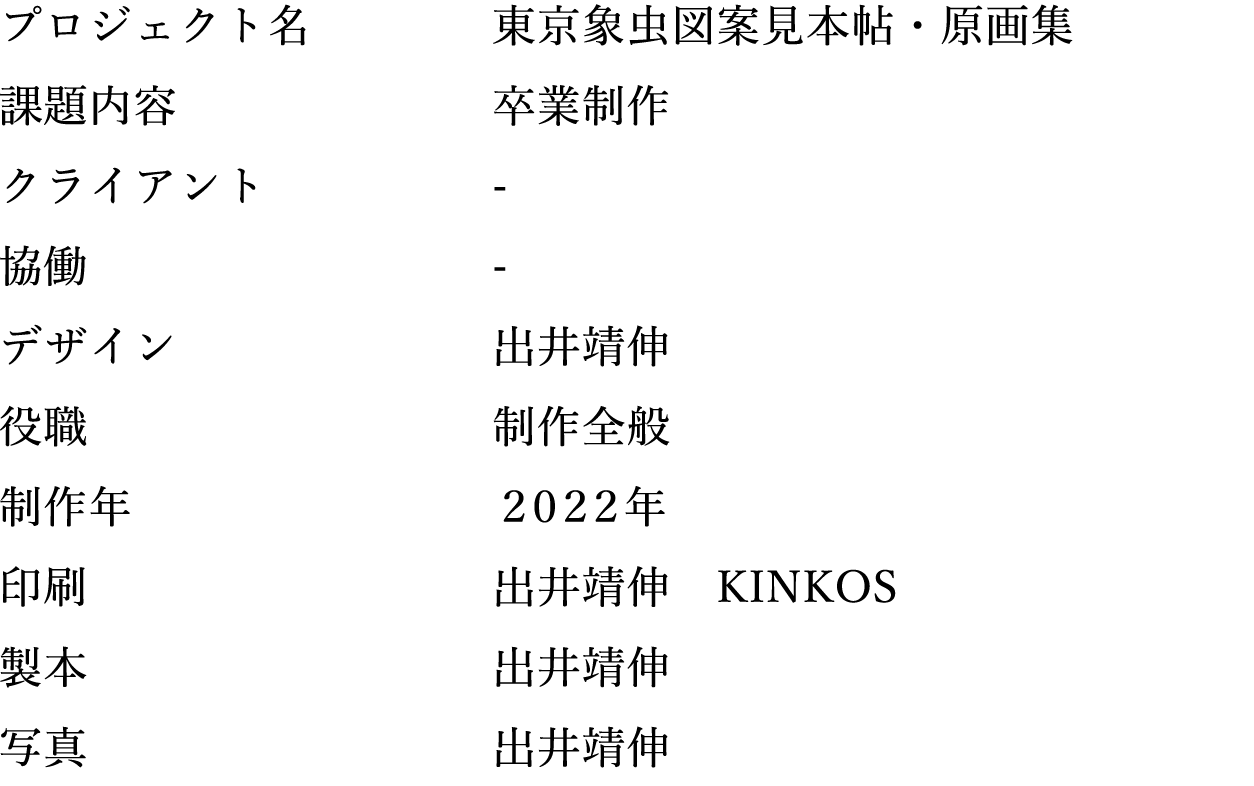 プロジェクト名　東京象虫図案見本帖・原画集
課題内容　卒業制作
クライアント　-
協働　-
デザイン　出井靖伸
役職　制作全般
制作年　2022年
印刷　出井靖伸　KINKOS
製本　出井靖伸
写真　出井靖伸